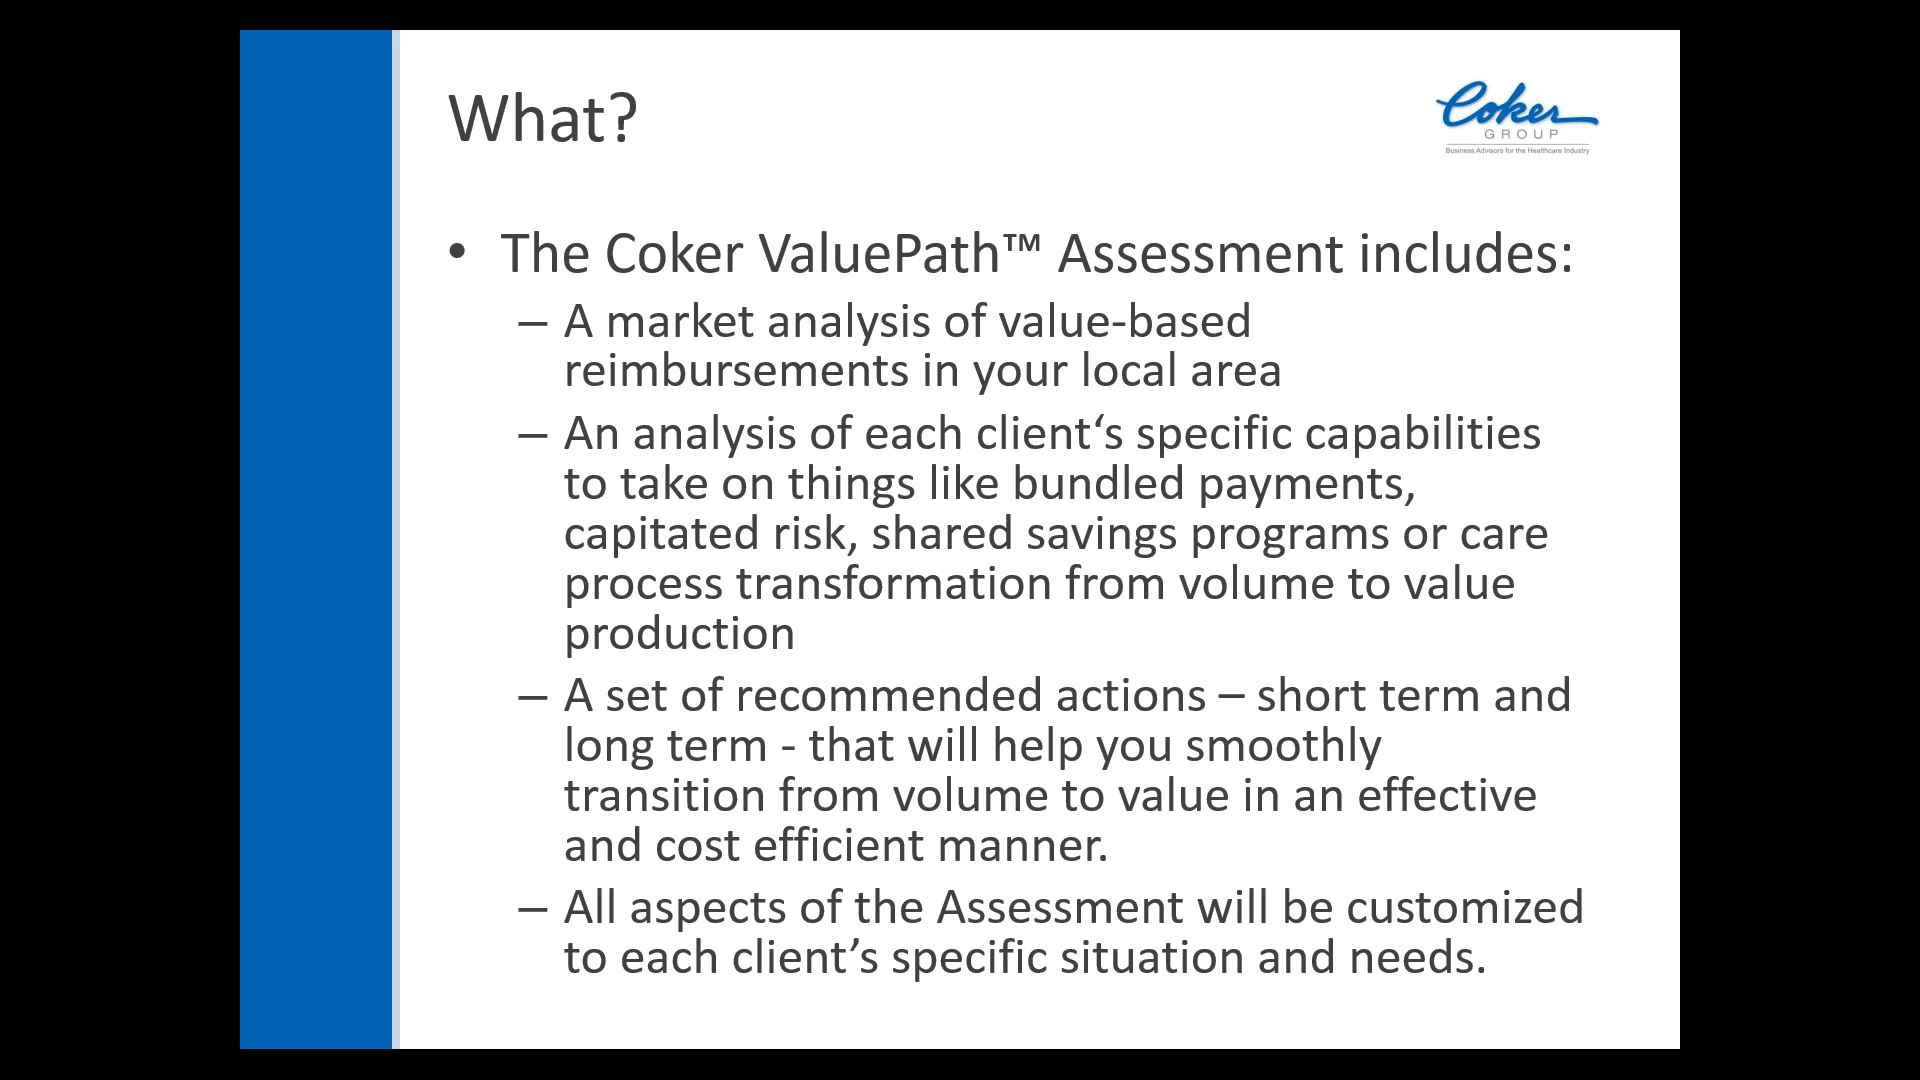 What?
Coker
GROUP
Business Advisors for the Healthcare Industry
• The Coker ValuePath™ Assessment includes:
– A market analysis of value-based
reimbursements in your local area
– An analysis of each client‘s specific capabilities
to take on things like bundled payments,
capitated risk, shared savings programs or care
process transformation from volume to value
production
– A set of recommended actions – short term and
long term - that will help you smoothly
transition from volume to value in an effective
and cost efficient manner.
– All aspects of the Assessment will be customized
to each client’s specific situation and needs.